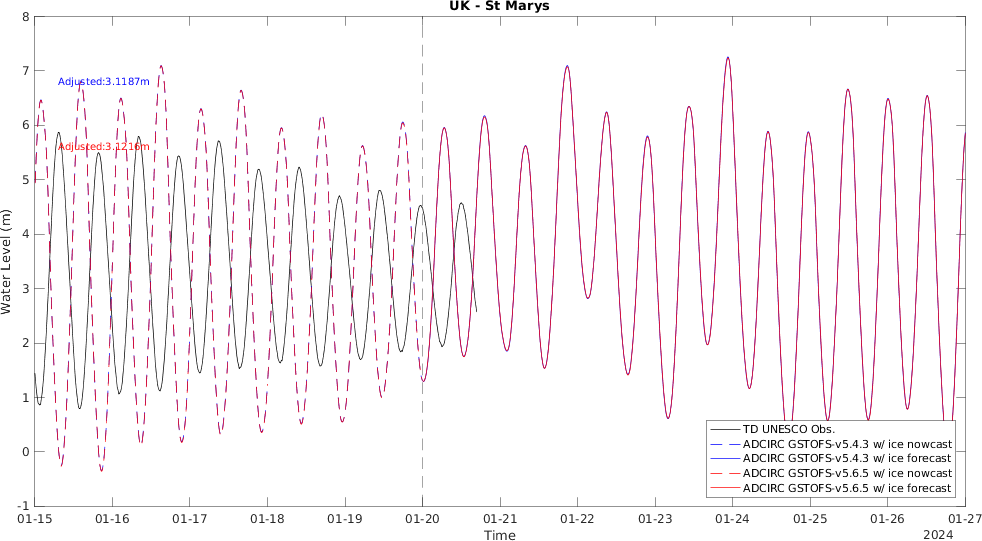 UK - St Marys
8
7
6
5
4
3
2
1
0
-1
Water Level (m)
Adjusted:3.1187m
Adjusted:3.1216m
TD UNESCO Obs.
ADCIRC GSTOFS-v5.4.3 w/ ice nowcast
ADCIRC GSTOFS-v5.4.3 w/ ice forecast
ADCIRC GSTOFS-v5.6.5 w/ ice nowcast
ADCIRC GSTOFS-v5.6.5 w/ ice forecast
01-15 01-16 01-17 01-18 01-19 01-20 01-21 01-22 01-23 01-24 01-25 01-26 01-27
Time
2024